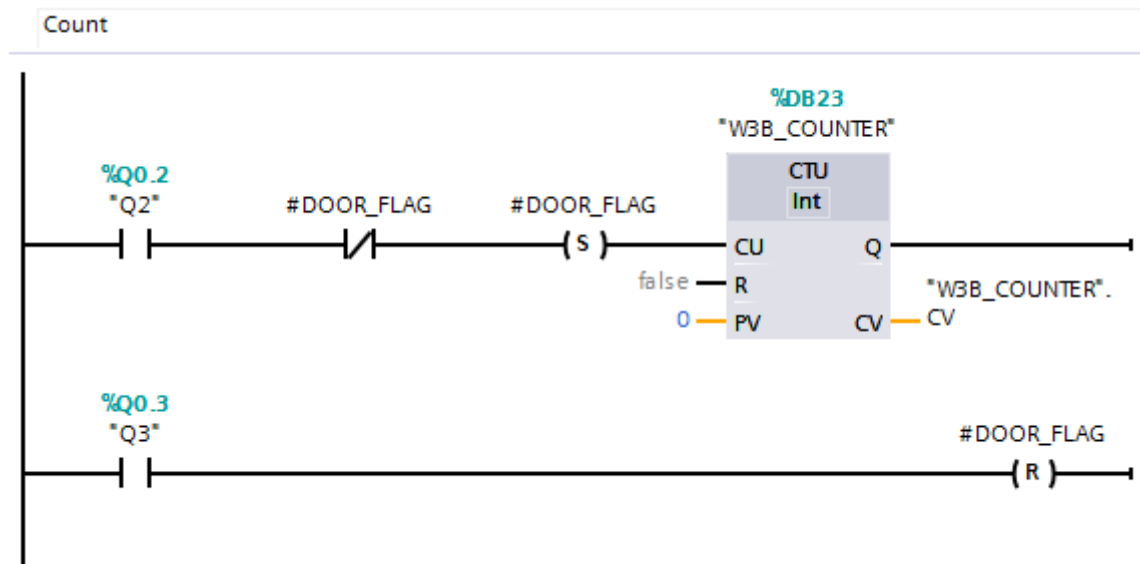 Count
%DB23
"W3B_COUNTER"
%Q0.2
"Q2"
#DOOR_FLAG
#DOOR_FLAG
CTU
Int
S
CU
Q
false
R
"W3B_COUNTER".
0
PV
CV
CV
%Q0.3
"Q3"
#DOOR_FLAG
R